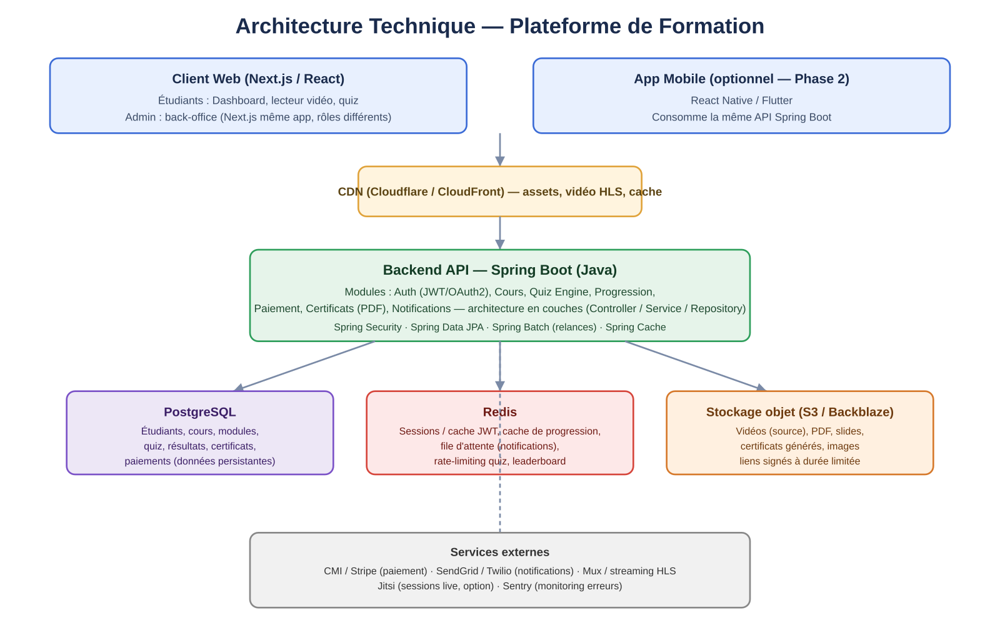 Architecture Technique — Plateforme de Formation
Client Web (Next.js / React)
Étudiants : Dashboard, lecteur vidéo, quiz
Admin : back-office (Next.js même app, rôles différents)
App Mobile (optionnel — Phase 2)
React Native / Flutter
Consomme la même API Spring Boot
CDN (Cloudflare / CloudFront) — assets, vidéo HLS, cache
Backend API — Spring Boot (Java)
Modules : Auth (JWT/OAuth2), Cours, Quiz Engine, Progression,
Paiement, Certificats (PDF), Notifications — architecture en couches (Controller / Service / Repository)
Spring Security · Spring Data JPA · Spring Batch (relances) · Spring Cache
PostgreSQL
Étudiants, cours, modules,
quiz, résultats, certificats,
paiements (données persistantes)
Redis
Sessions / cache JWT, cache de progression,
file d'attente (notifications),
rate-limiting quiz, leaderboard
Stockage objet (S3 / Backblaze)
Vidéos (source), PDF, slides,
certificats générés, images
liens signés à durée limitée
Services externes
CMI / Stripe (paiement) · SendGrid / Twilio (notifications) · Mux / streaming HLS
Jitsi (sessions live, option) · Sentry (monitoring erreurs)